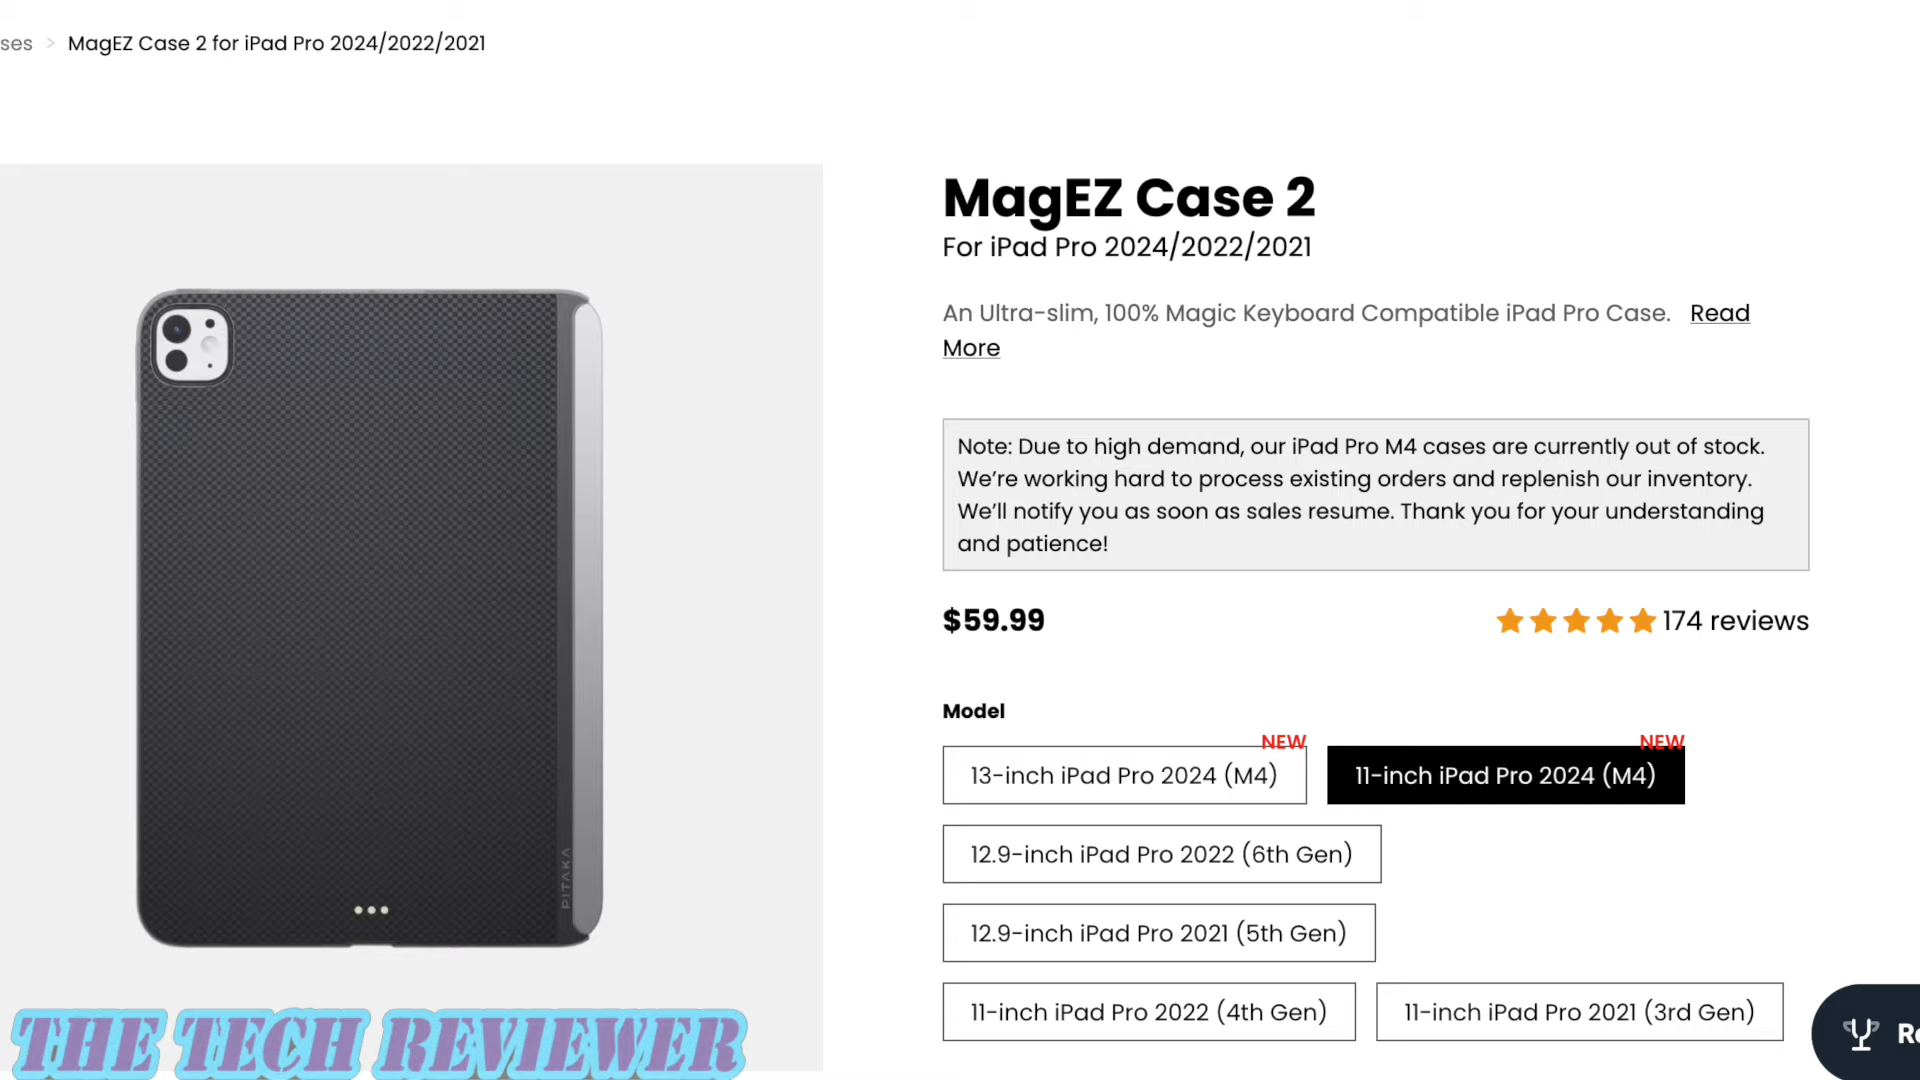 ses > MagEZ Case 2 for iPad Pro 2024/2022/2021
MagEZ Case 2
For iPad Pro 2024/2022/2021
An Ultra-slim, 100% Magic Keyboard Compatible iPad Pro Case. Read
More
Note: Due to high demand, our iPad Pro M4 cases are currently out of stock.
We’re working hard to process existing orders and replenish our inventory.
We’ll notify you as soon as sales resume. Thank you for your understanding
and patience!
$59.99
174 reviews
Model
NEW
13-inch iPad Pro 2024 (M4)
NEW
11-inch iPad Pro 2024 (M4)
12.9-inch iPad Pro 2022 (6th Gen)
12.9-inch iPad Pro 2021 (5th Gen)
11-inch iPad Pro 2022 (4th Gen)
11-inch iPad Pro 2021 (3rd Gen)
PITAKA
THE TECH REVIEWER